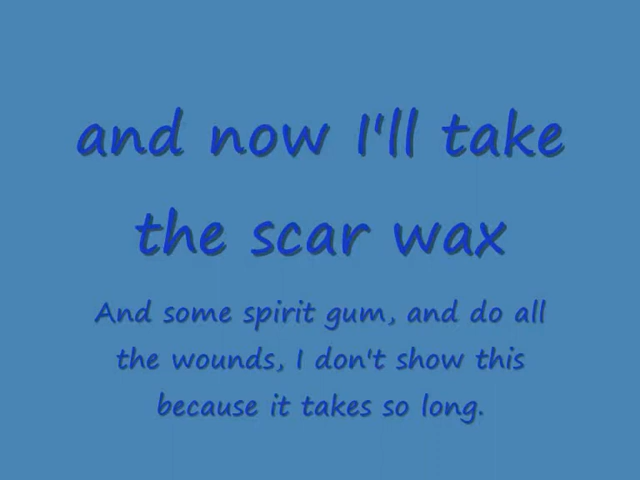 and now I'll take
the scar wax
And some spirit gum, and do all
the wounds, I don't show this
because it takes so long.